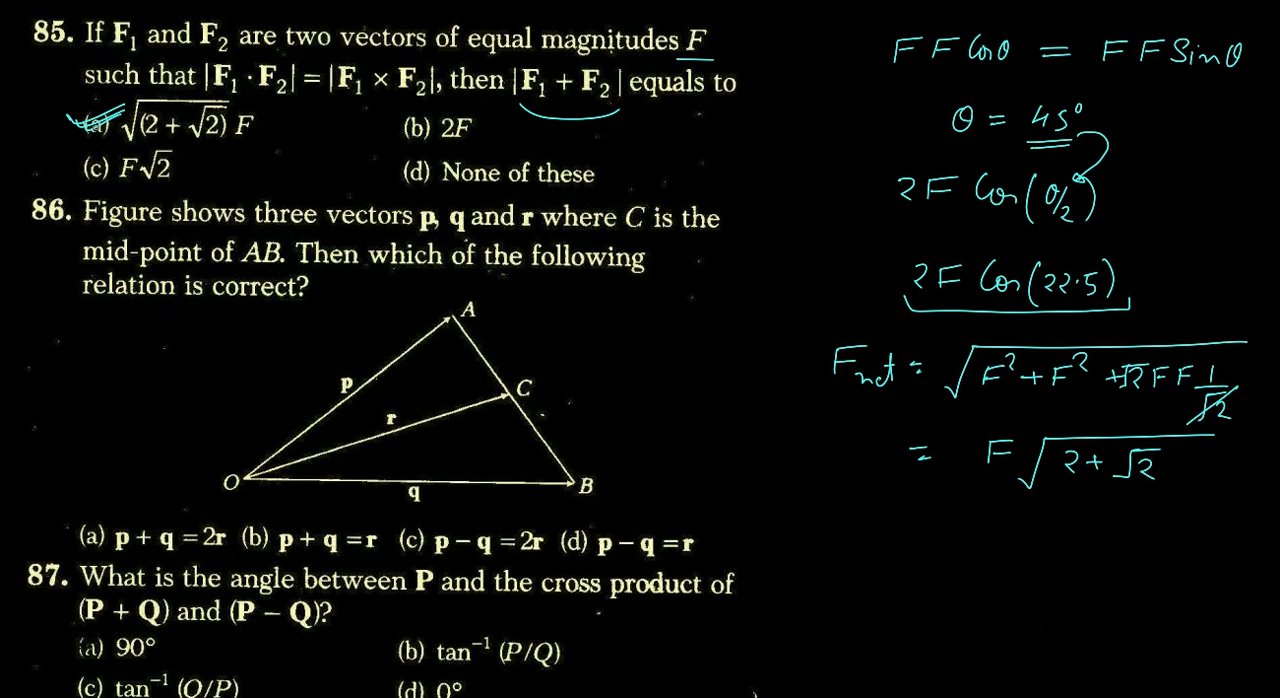 85. If F₁ and F₂ are two vectors of equal magnitudes F
such that |F₁ · F₂| = |F₁ × F₂|, then |F₁ + F₂| equals to
(a) √(2 + √2) F (b) 2F
(c) F√2 (d) None of these
86. Figure shows three vectors p, q and r where C is the
mid-point of AB. Then which of the following
relation is correct?
A
p
C
r
O
q
B
(a) p + q = 2r (b) p + q = r (c) p – q = 2r (d) p – q = r
87. What is the angle between P and the cross product of
(P + Q) and (P – Q)?
(a) 90° (b) tan⁻¹ (P/Q)
(c) tan⁻¹ (Q/P) (d) 0°
F F Cosθ = F F Sinθ
θ = 45°
2F Cos(θ/2)
2F Cos(22.5)
Fnet = √F² + F² + √2 F F 1/√2
= F√2 + √2